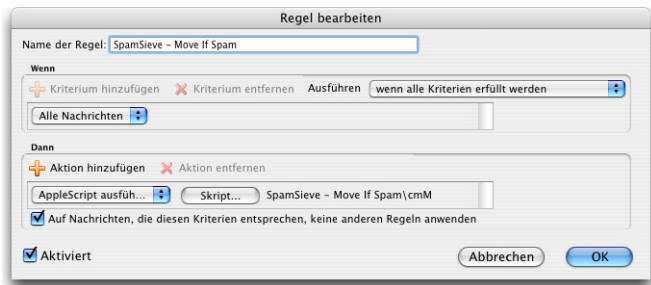 Regel bearbeiten
Name der Regel: SpamSieve – Move If Spam
Wenn
Kriterium hinzufügen Kriterium entfernen Ausführen wenn alle Kriterien erfüllt werden
Alle Nachrichten
Dann
Aktion hinzufügen Aktion entfernen
AppleScript ausfüh... Skript... SpamSieve – Move If Spam\cmM
Auf Nachrichten, die diesen Kriterien entsprechen, keine anderen Regeln anwenden
Aktiviert Abbrechen OK